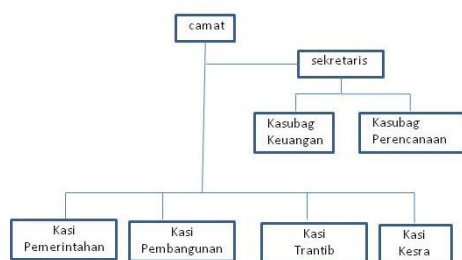 camat
sekretaris
Kasubag
Keuangan
Kasubag
Perencanaan
Kasi
Pemerintahan
Kasi
Pembangunan
Kasi
Trantib
Kasi
Kesra